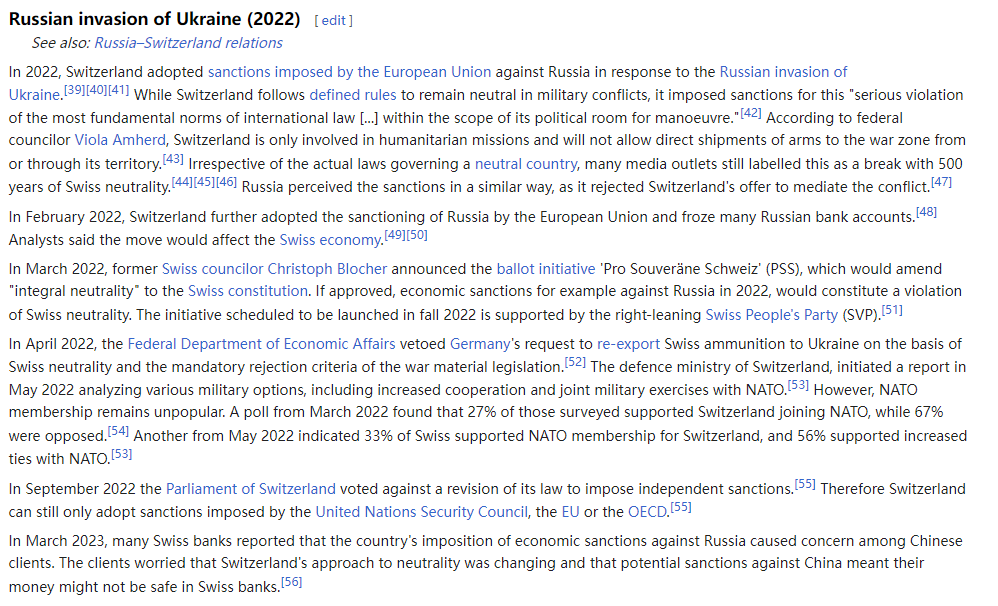 Russian invasion of Ukraine (2022) [ edit ]
See also: Russia–Switzerland relations
In 2022, Switzerland adopted sanctions imposed by the European Union against Russia in response to the Russian invasion of
Ukraine.[39][40][41] While Switzerland follows defined rules to remain neutral in military conflicts, it imposed sanctions for this "serious violation
of the most fundamental norms of international law [...] within the scope of its political room for manoeuvre."[42] According to federal
councilor Viola Amherd, Switzerland is only involved in humanitarian missions and will not allow direct shipments of arms to the war zone from
or through its territory.[43] Irrespective of the actual laws governing a neutral country, many media outlets still labelled this as a break with 500
years of Swiss neutrality.[44][45][46] Russia perceived the sanctions in a similar way, as it rejected Switzerland's offer to mediate the conflict.[47]
In February 2022, Switzerland further adopted the sanctioning of Russia by the European Union and froze many Russian bank accounts.[48]
Analysts said the move would affect the Swiss economy.[49][50]
In March 2022, former Swiss councilor Christoph Blocher announced the ballot initiative 'Pro Souveräne Schweiz' (PSS), which would amend
"integral neutrality" to the Swiss constitution. If approved, economic sanctions for example against Russia in 2022, would constitute a violation
of Swiss neutrality. The initiative scheduled to be launched in fall 2022 is supported by the right-leaning Swiss People's Party (SVP).[51]
In April 2022, the Federal Department of Economic Affairs vetoed Germany's request to re-export Swiss ammunition to Ukraine on the basis of
Swiss neutrality and the mandatory rejection criteria of the war material legislation.[52] The defence ministry of Switzerland, initiated a report in
May 2022 analyzing various military options, including increased cooperation and joint military exercises with NATO.[53] However, NATO
membership remains unpopular. A poll from March 2022 found that 27% of those surveyed supported Switzerland joining NATO, while 67%
were opposed.[54] Another from May 2022 indicated 33% of Swiss supported NATO membership for Switzerland, and 56% supported increased
ties with NATO.[53]
In September 2022 the Parliament of Switzerland voted against a revision of its law to impose independent sanctions.[55] Therefore Switzerland
can still only adopt sanctions imposed by the United Nations Security Council, the EU or the OECD.[55]
In March 2023, many Swiss banks reported that the country's imposition of economic sanctions against Russia caused concern among Chinese
clients. The clients worried that Switzerland's approach to neutrality was changing and that potential sanctions against China meant their
money might not be safe in Swiss banks.[56]